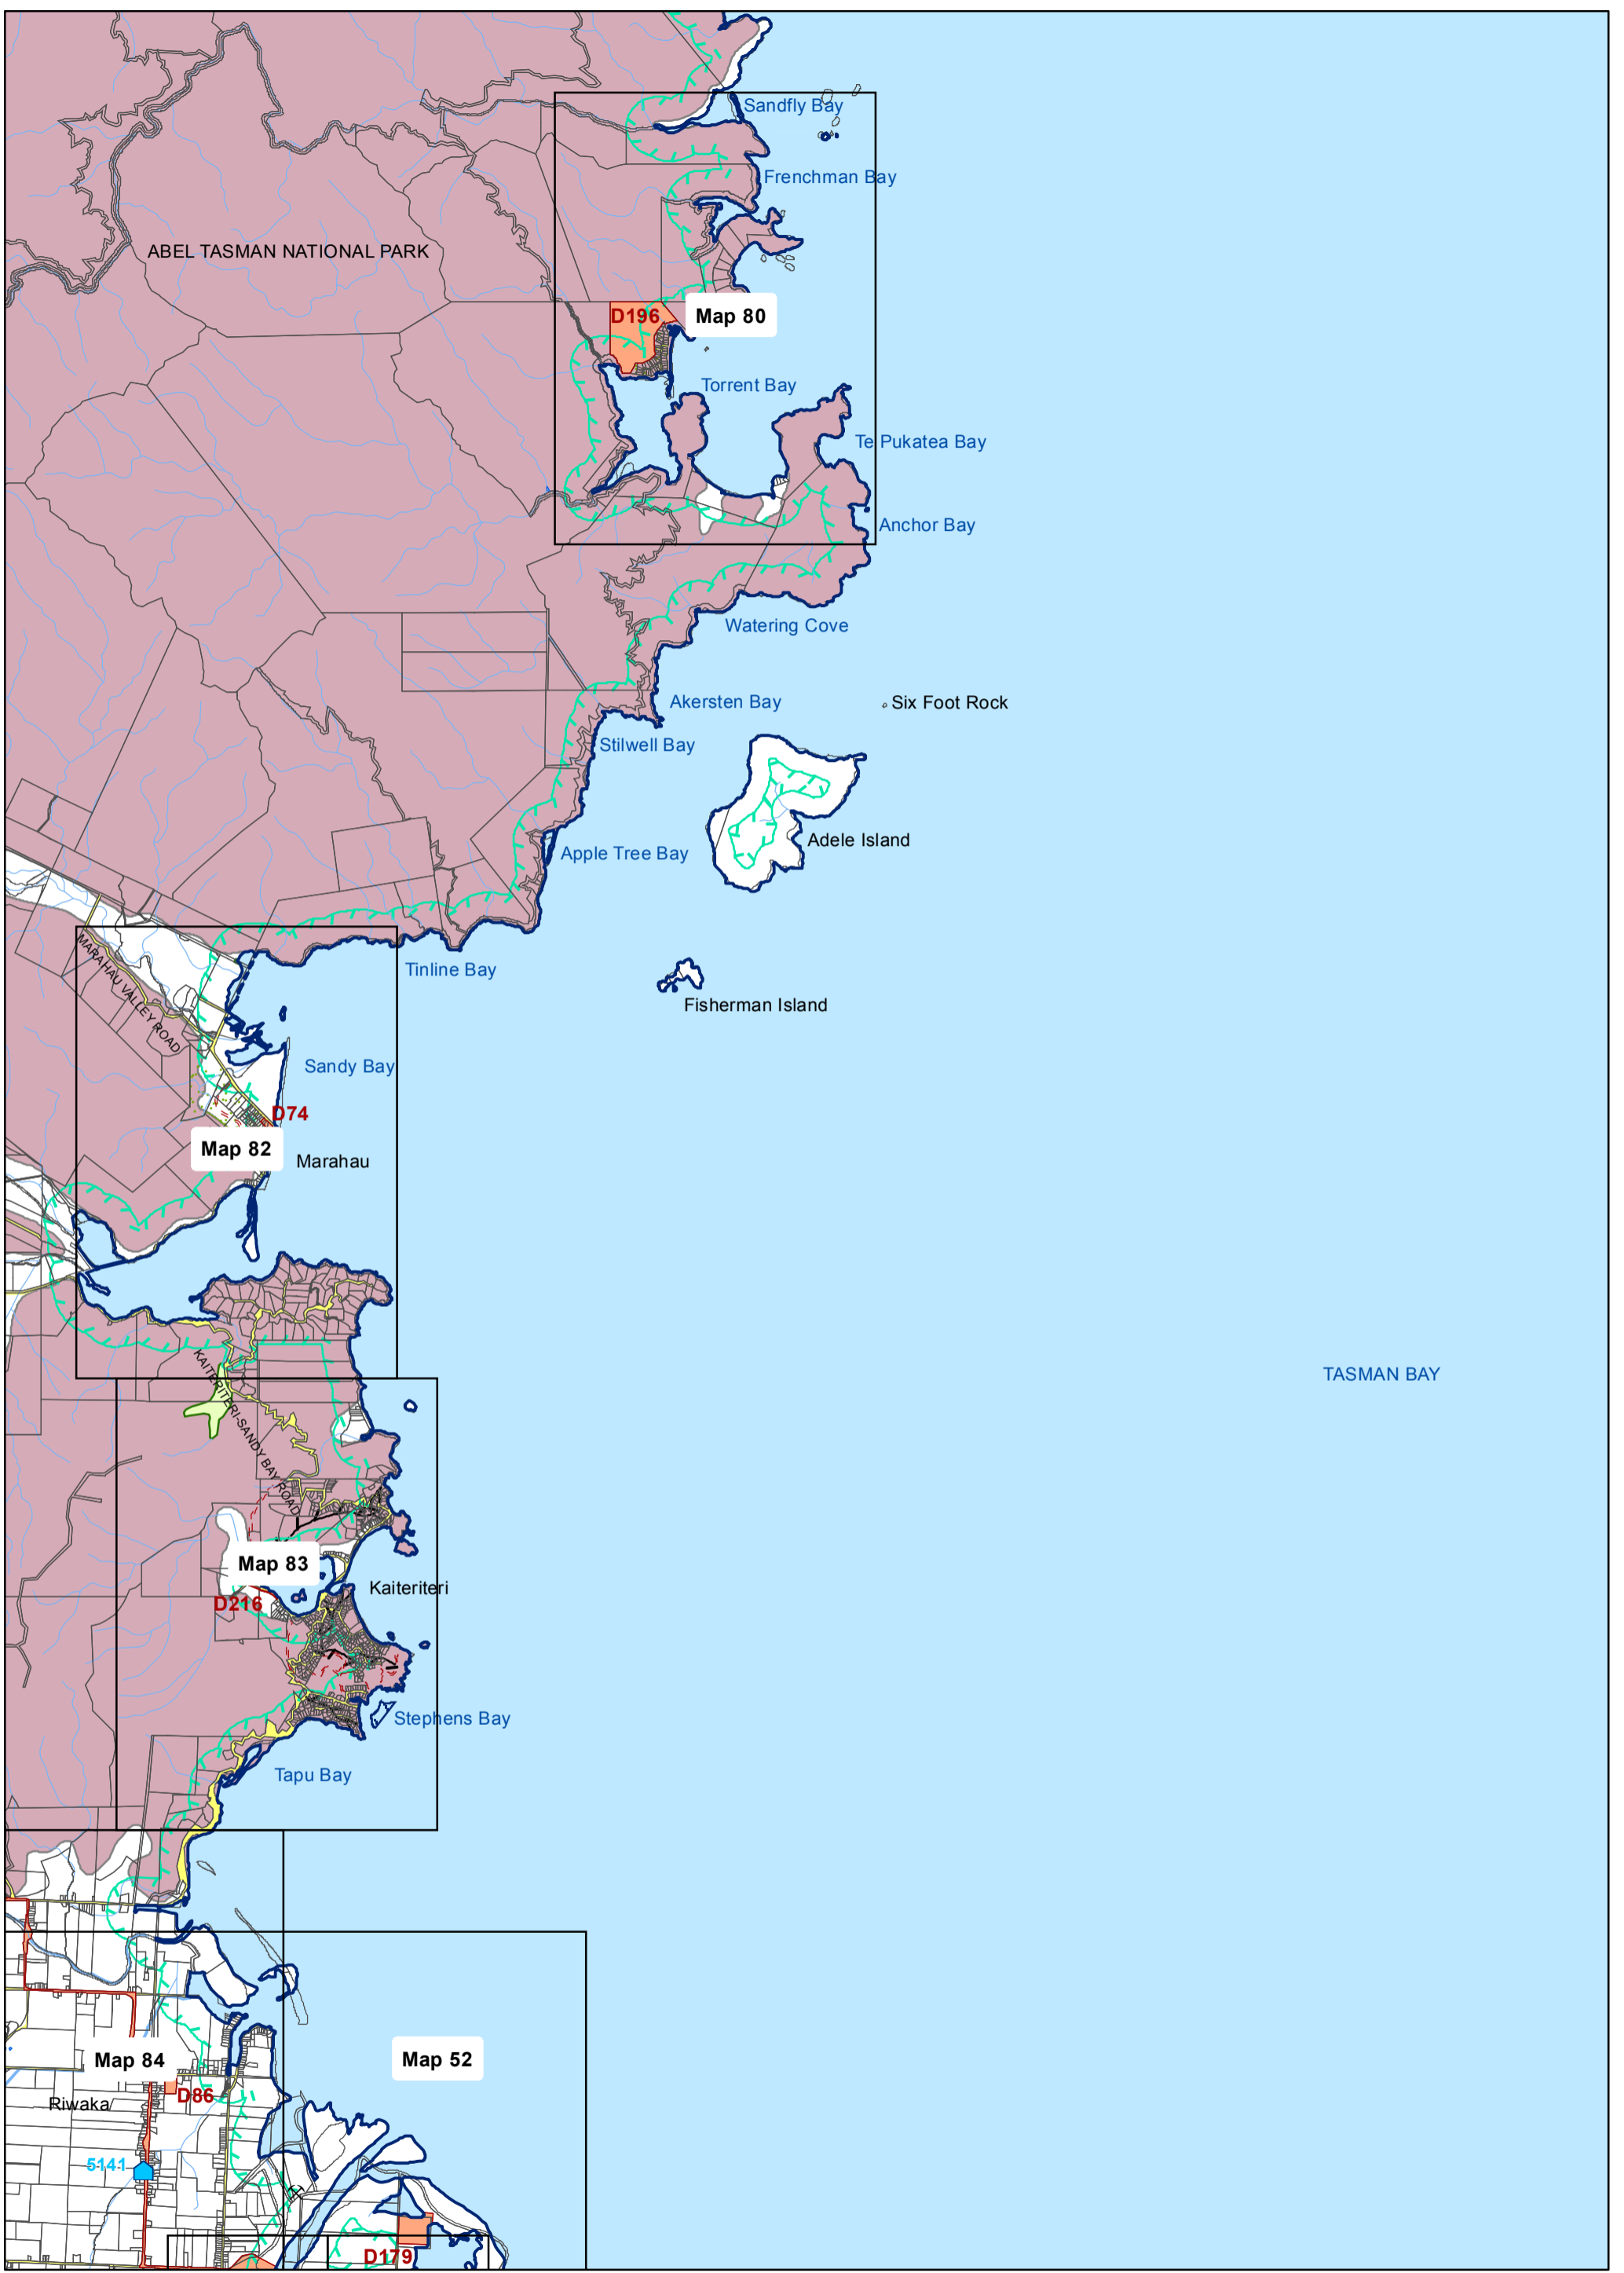 Sandfly Bay
Frenchman Bay
ABEL TASMAN NATIONAL PARK
D196
Map 80
Torrent Bay
Te Pukatea Bay
Anchor Bay
Watering Cove
Akersten Bay
Six Foot Rock
Stilwell Bay
Adele Island
Apple Tree Bay
MARAHAU VALLEY ROAD
Tinline Bay
Fisherman Island
Sandy Bay
D74
Map 82
Marahau
TASMAN BAY
KAITERITERI-SANDY BAY ROAD
Map 83
Kaiteriteri
D216
Stephens Bay
Tapu Bay
Map 84
Map 52
D86
Riwaka
5141
D179